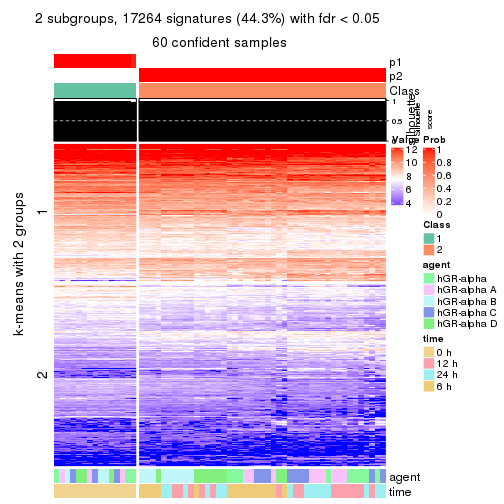 2 subgroups, 17264 signatures (44.3%) with fdr < 0.05
60 confident samples
p1
p2
Class
1
0.5
0
Silhouette
score
silhouette
k-means with 2 groups
1
2
Value
12
10
8
6
4
Prob
1
0.8
0.6
0.4
0.2
0
Class
1
2
agent
hGR-alpha
hGR-alpha A
hGR-alpha B
hGR-alpha C
hGR-alpha D
time
0 h
12 h
24 h
6 h
agent
time